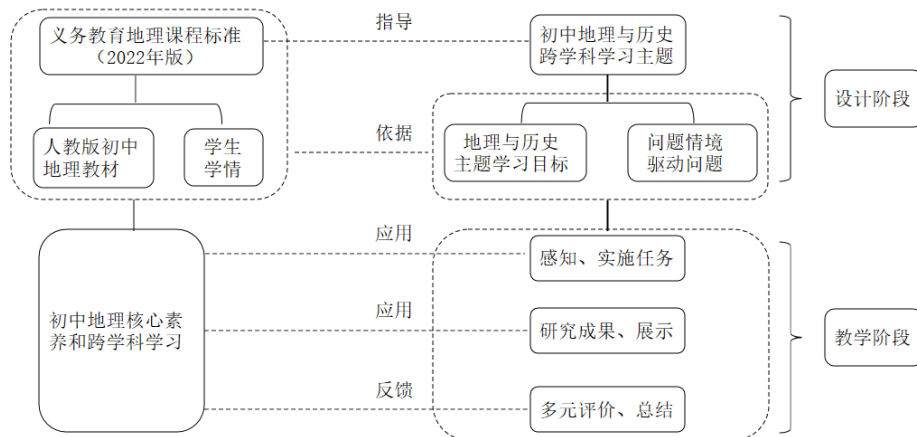 义务教育地理课程标准
（2022年版）
指导
初中地理与历史
跨学科学习主题
设计阶段
人教版初中
地理教材
学生
学情
依据
地理与历史
主题学习目标
问题情境
驱动问题
初中地理核心素
养和跨学科学习
应用
感知、实施任务
应用
研究成果、展示
教学阶段
反馈
多元评价、总结